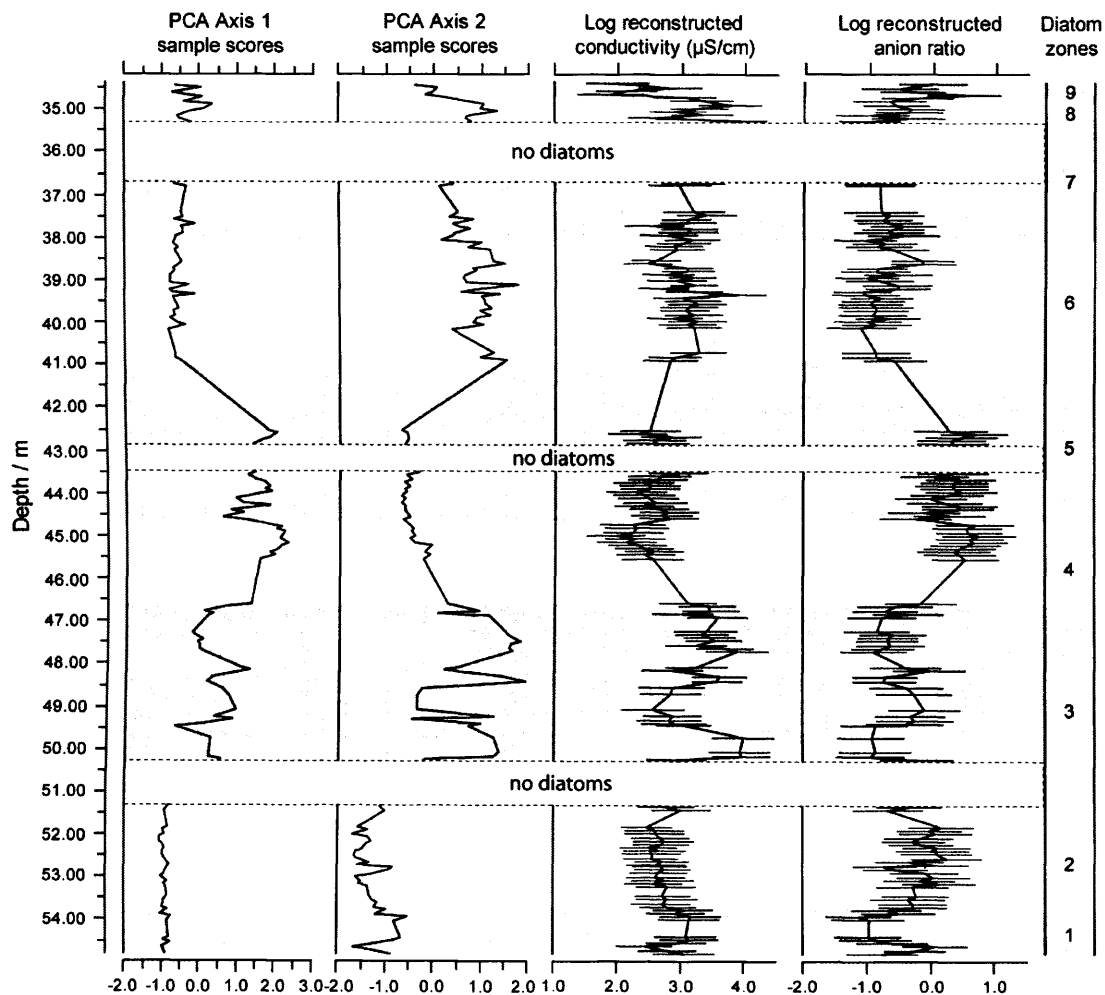 PCA Axis 1
sample scores
PCA Axis 2
sample scores
Log reconstructed
conductivity (µS/cm)
Log reconstructed
anion ratio
Diatom
zones
Depth / m
35.00
36.00
37.00
38.00
39.00
40.00
41.00
42.00
43.00
44.00
45.00
46.00
47.00
48.00
49.00
50.00
51.00
52.00
53.00
54.00
no diatoms
no diatoms
no diatoms
9
8
7
6
5
4
3
2
1
-2.0 -1.0 0.0 1.0 2.0 3.0
-2.0 -1.0 0.0 1.0 2.0
1.0 2.0 3.0 4.0
-2.0 -1.0 0.0 1.0